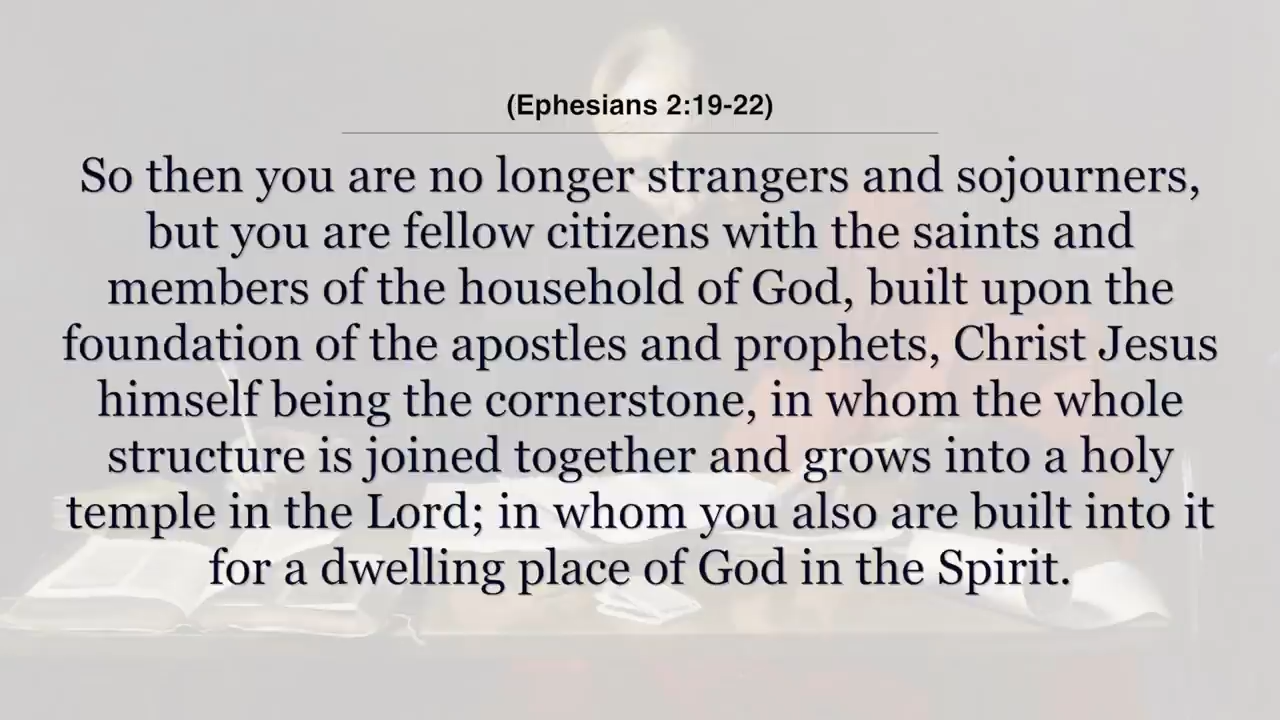 (Ephesians 2:19-22)
So then you are no longer strangers and sojourners,
but you are fellow citizens with the saints and
members of the household of God, built upon the
foundation of the apostles and prophets, Christ Jesus
himself being the cornerstone, in whom the whole
structure is joined together and grows into a holy
temple in the Lord; in whom you also are built into it
for a dwelling place of God in the Spirit.